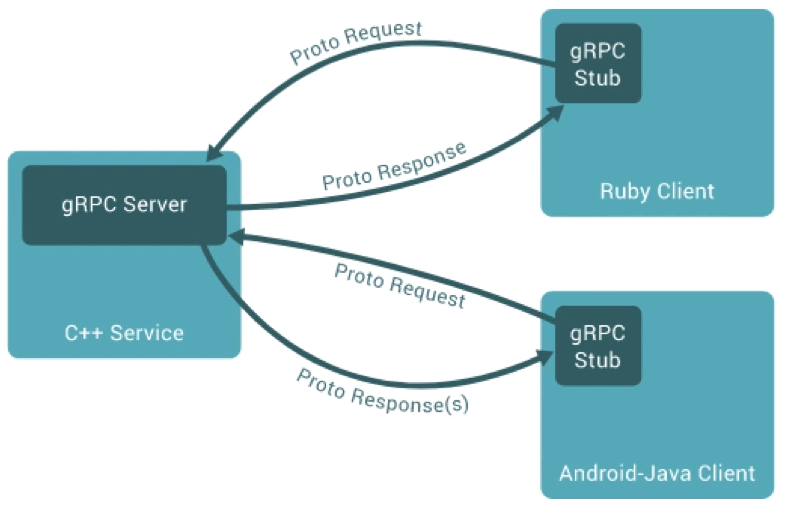 Proto Request
gRPC
Stub
Proto Response
Ruby Client
gRPC Server
C++ Service
Proto Request
gRPC
Stub
Proto Response(s)
Android-Java Client